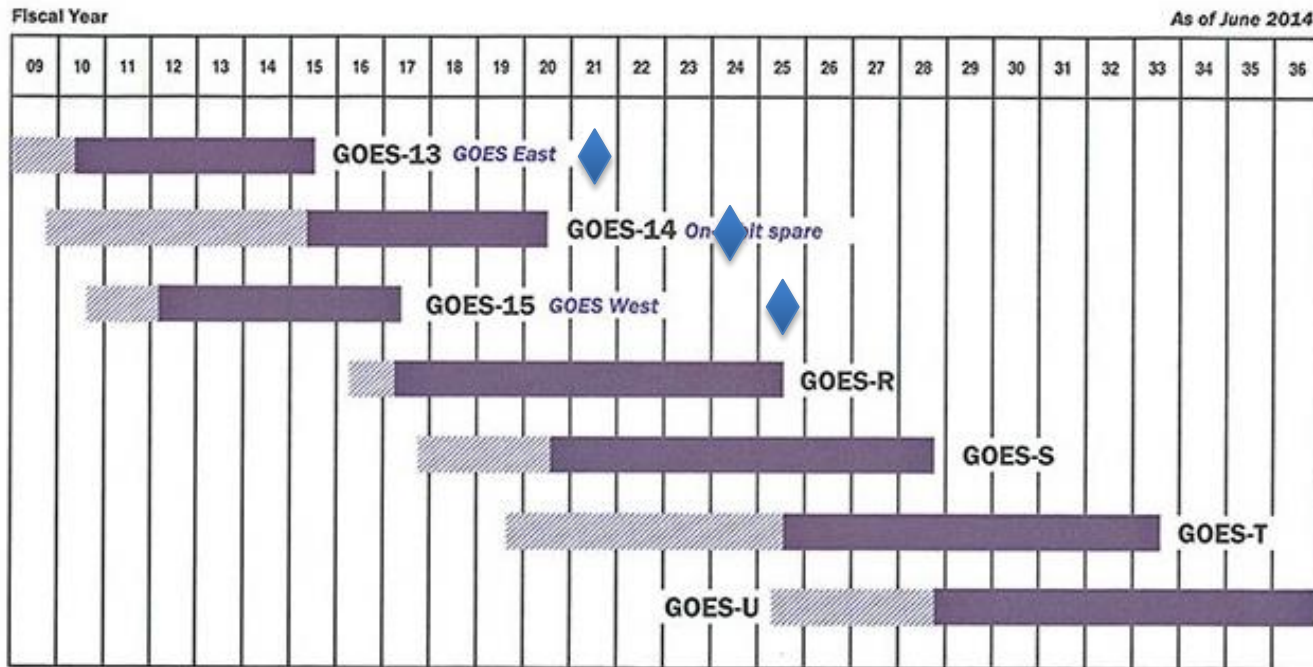 Fiscal Year As of June 2014
09 10 11 12 13 14 15 16 17 18 19 20 21 22 23 24 25 26 27 28 29 30 31 32 33 34 35 36
GOES-13 GOES East
GOES-14 On- it spare
GOES-15 GOES West
GOES-R
GOES-S
GOES-T
GOES-U